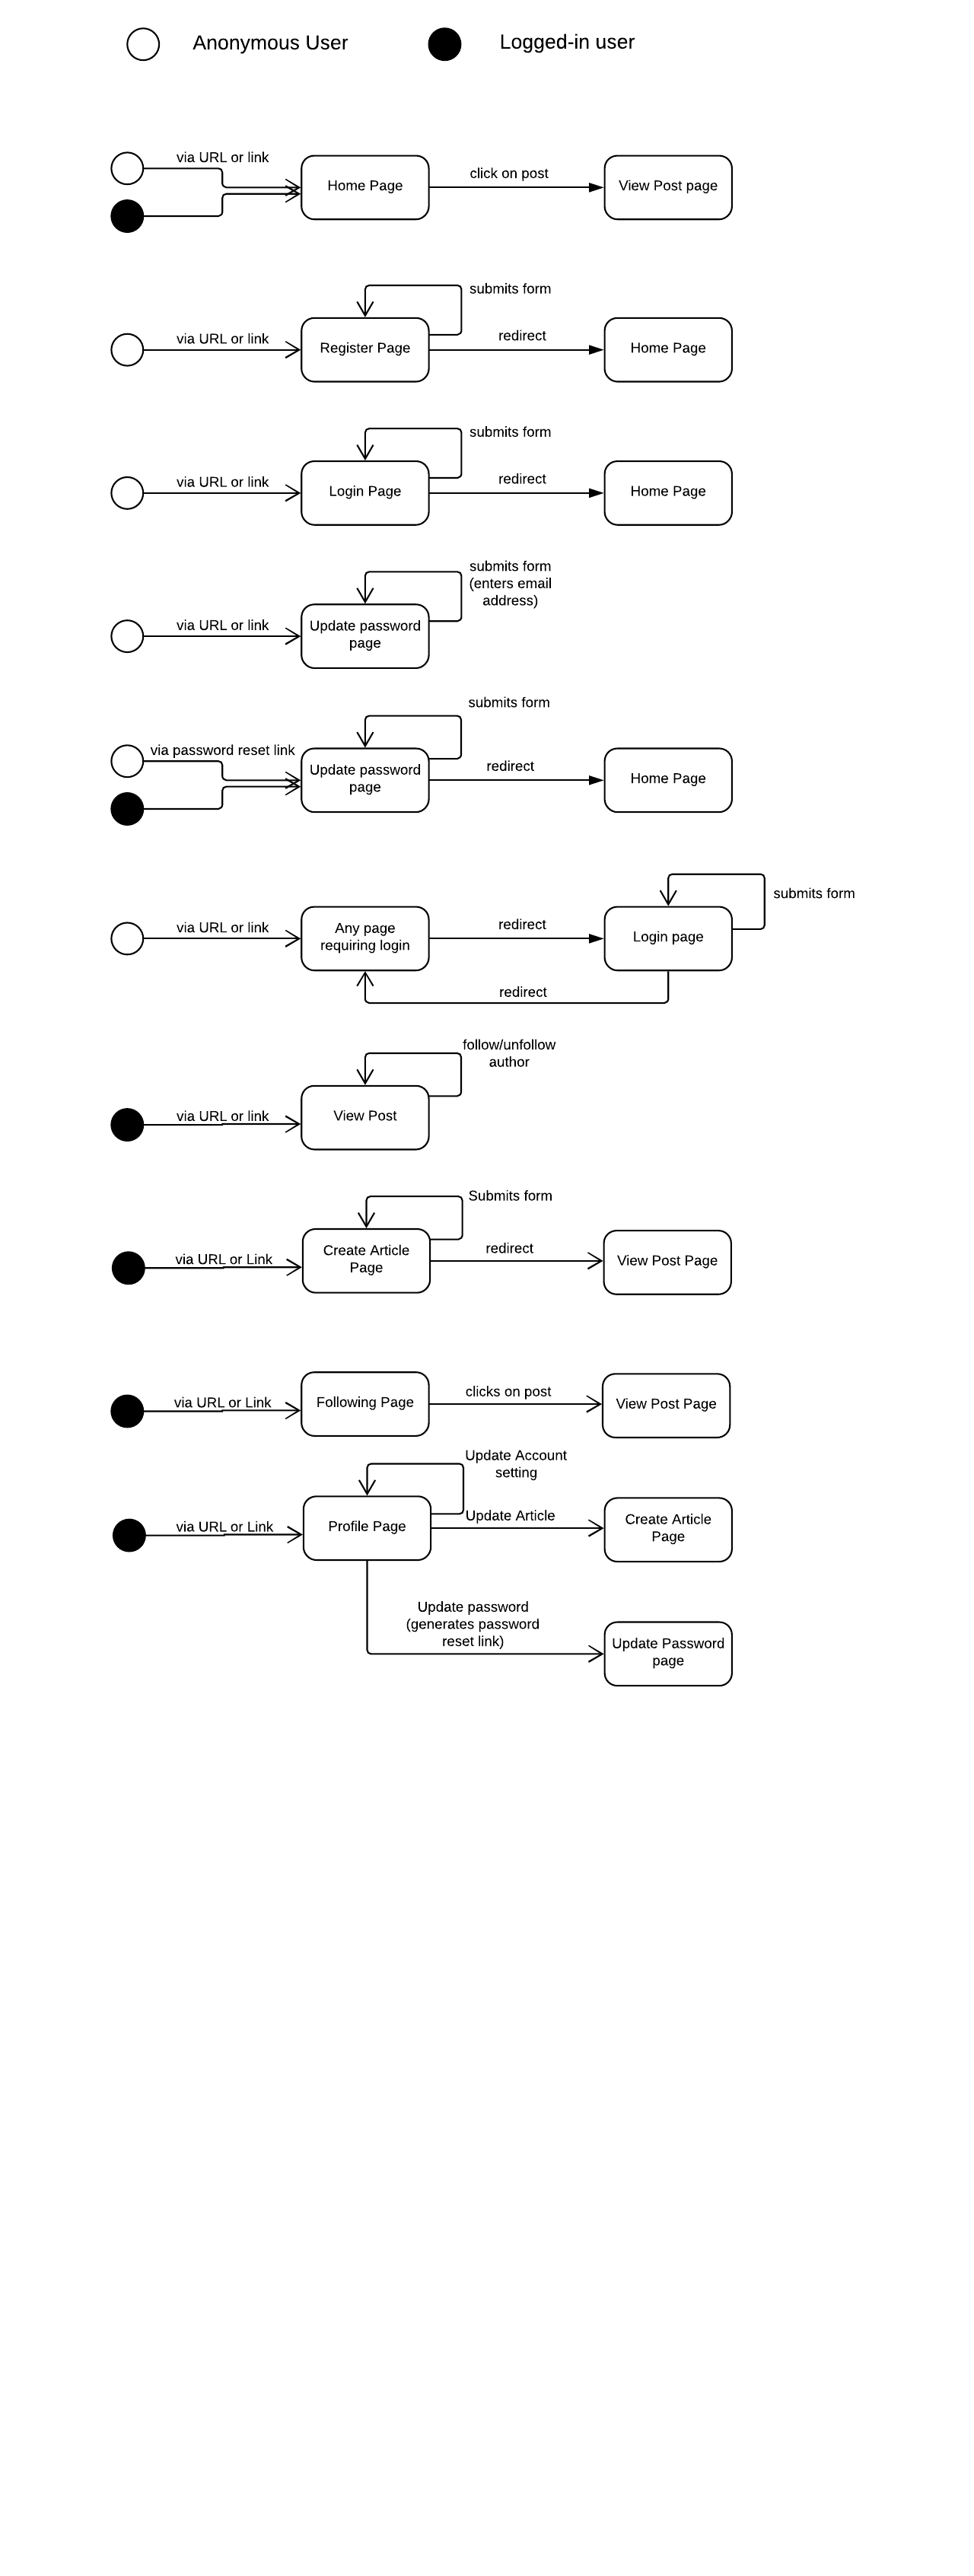 Anonymous User
Logged-in user
via URL or link
Home Page
click on post
View Post page
submits form
via URL or link
Register Page
redirect
Home Page
submits form
via URL or link
Login Page
redirect
Home Page
submits form
(enters email
address)
via URL or link
Update password
page
submits form
via password reset link
Update password
page
redirect
Home Page
submits form
via URL or link
Any page
requiring login
redirect
Login page
redirect
follow/unfollow
author
via URL or link
View Post
Submits form
via URL or Link
Create Article
Page
redirect
View Post Page
via URL or Link
Following Page
clicks on post
View Post Page
Update Account
setting
via URL or Link
Profile Page
Update Article
Create Article
Page
Update password
(generates password
reset link)
Update Password
page